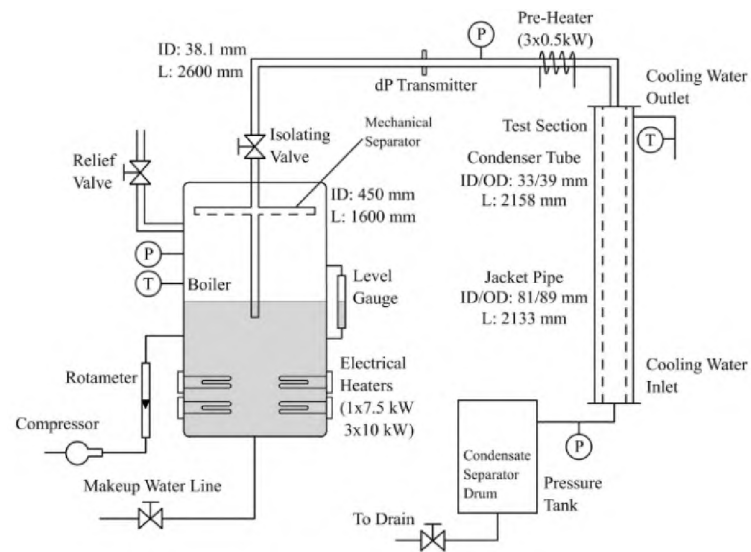 ID: 38.1 mm
L: 2600 mm
P
Pre-Heater
(3x0.5kW)
dP Transmitter
Cooling Water
Outlet
T
Relief
Valve
Isolating
Valve
Mechanical
Separator
ID: 450 mm
L: 1600 mm
Test Section
Condenser Tube
ID/OD: 33/39 mm
L: 2158 mm
P
T
Boiler
Level
Gauge
Jacket Pipe
ID/OD: 81/89 mm
L: 2133 mm
Rotameter
Compressor
Electrical
Heaters
(1x7.5 kW
3x10 kW)
Cooling Water
Inlet
P
Makeup Water Line
Condensate
Separator
Drum
Pressure
Tank
To Drain